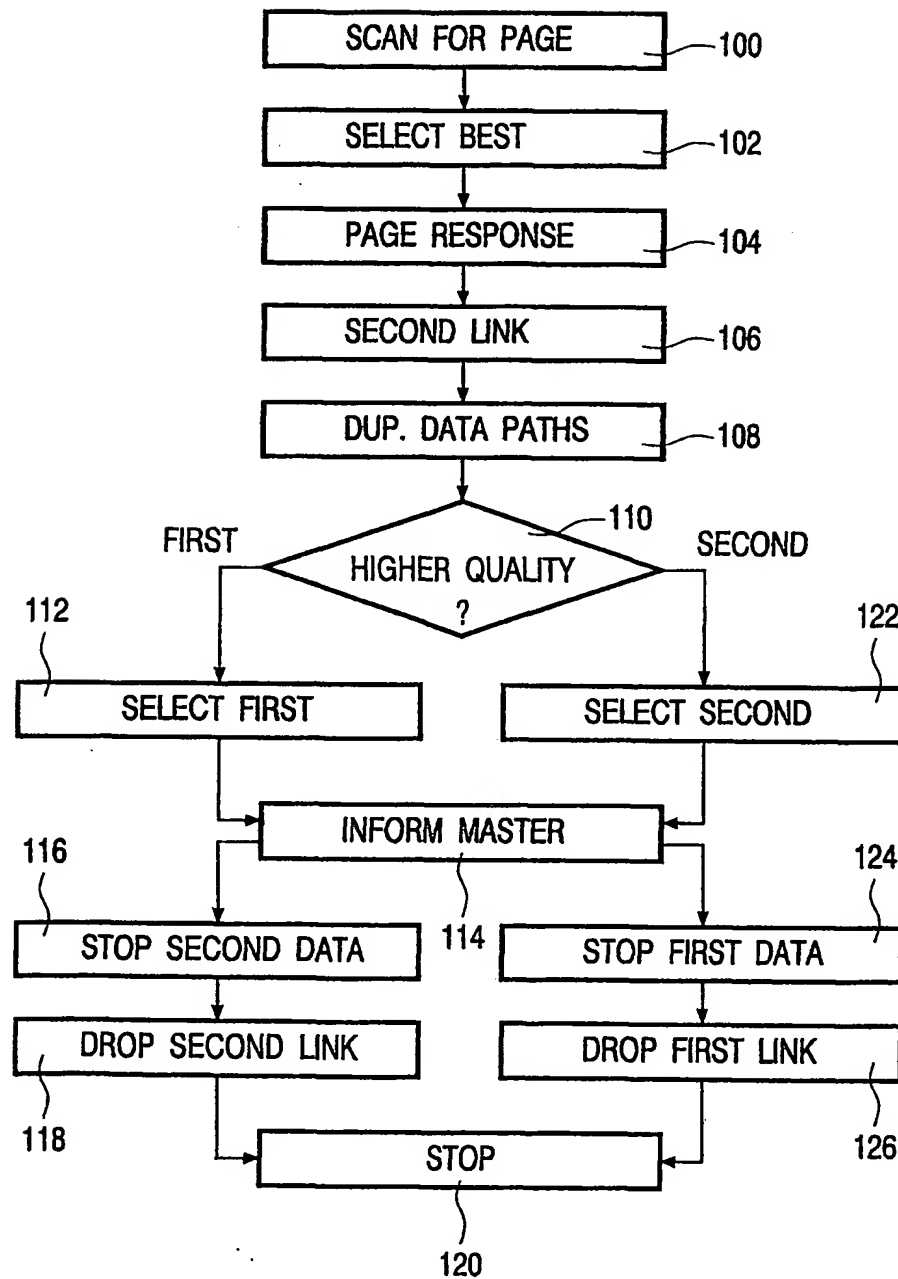 SCAN FOR PAGE
100
SELECT BEST
102
PAGE RESPONSE
104
SECOND LINK
106
DUP. DATA PATHS
108
110
FIRST
SECOND
HIGHER QUALITY
?
112
122
SELECT FIRST
SELECT SECOND
INFORM MASTER
116
124
114
STOP SECOND DATA
STOP FIRST DATA
DROP SECOND LINK
DROP FIRST LINK
118
126
STOP
120